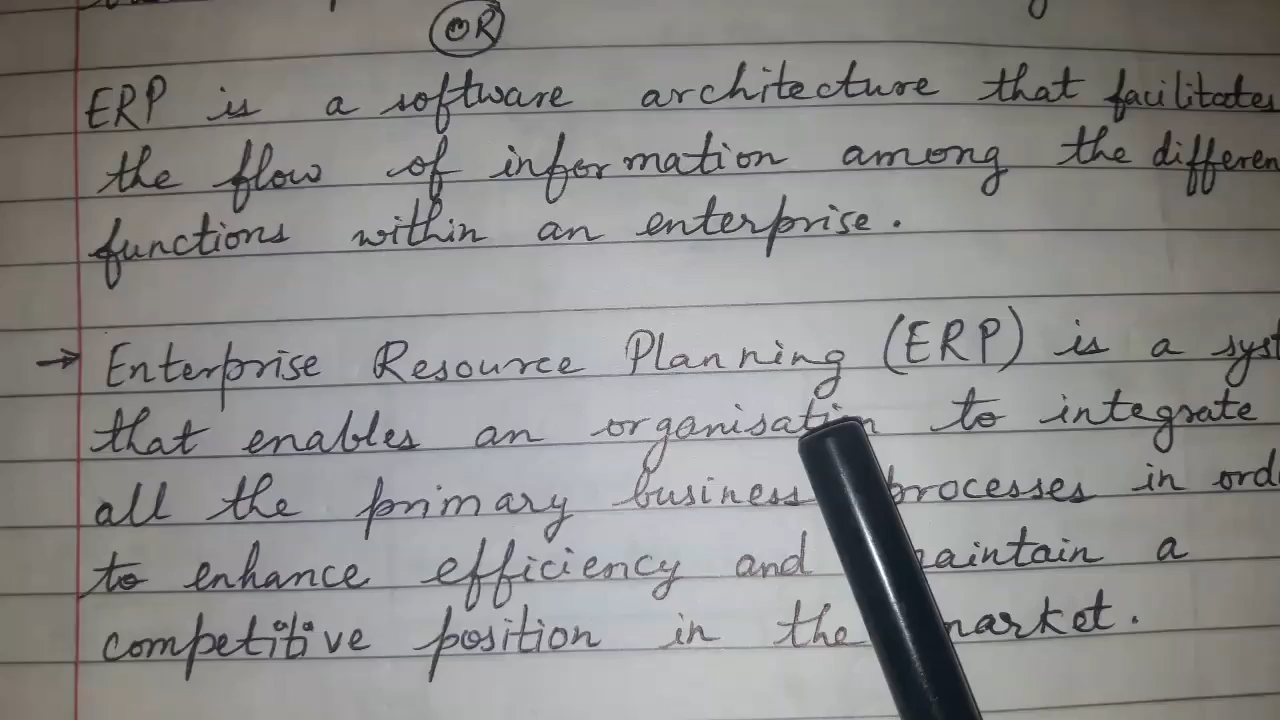 OR
ERP is a software architecture that facilitates
the flow of information among the differen
functions within an enterprise.
→ Enterprise Resource Planning (ERP) is a syst
that enables an organisation to integrate
all the primary business processes in ord
to enhance efficiency and maintain a
competitive position in the market.